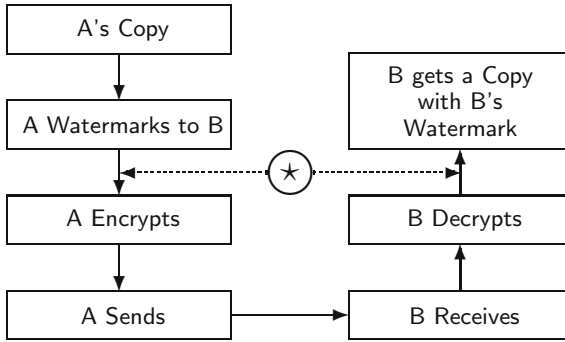 A's Copy
A Watermarks to B
A Encrypts
A Sends
B gets a Copy
with B's
Watermark
B Decrypts
B Receives